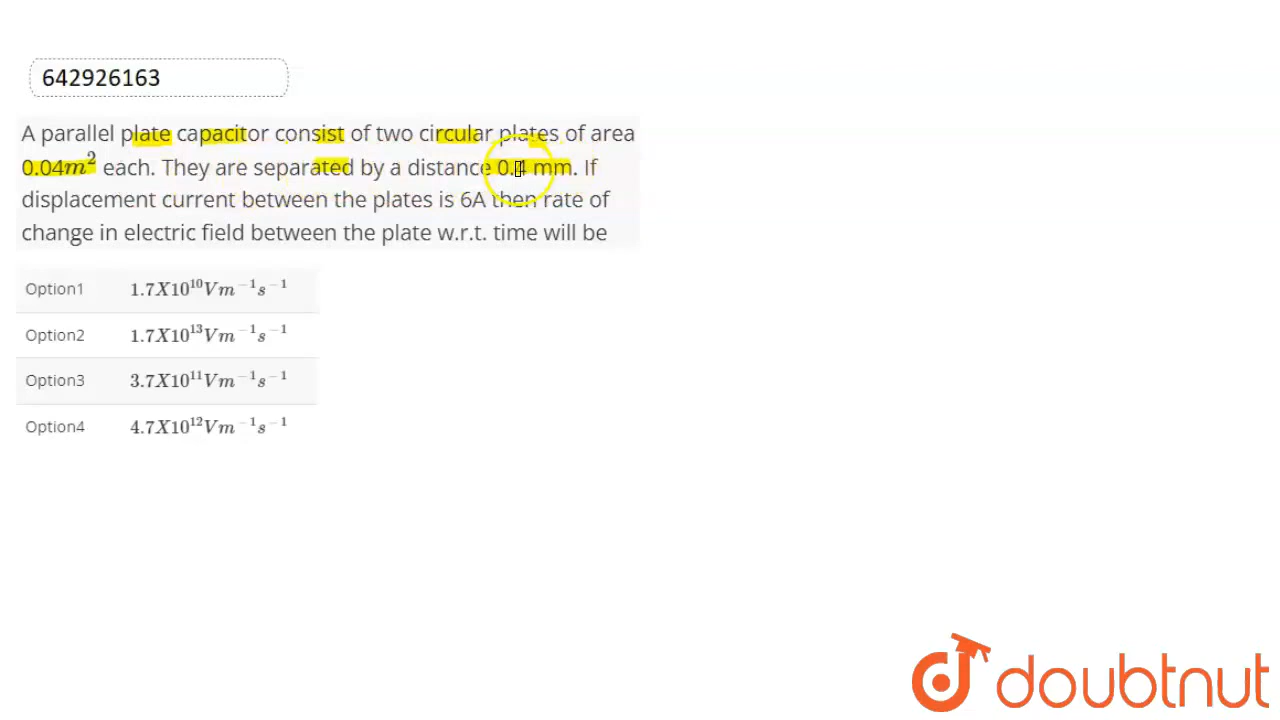 642926163
A parallel plate capacitor consist of two circular plates of area
0.04m² each. They are separated by a distance 0.4 mm. If
displacement current between the plates is 6A then rate of
change in electric field between the plate w.r.t. time will be
Option1 1.7X10¹⁰Vm⁻¹s⁻¹
Option2 1.7X10¹³Vm⁻¹s⁻¹
Option3 3.7X10¹¹Vm⁻¹s⁻¹
Option4 4.7X10¹²Vm⁻¹s⁻¹
doubtnut